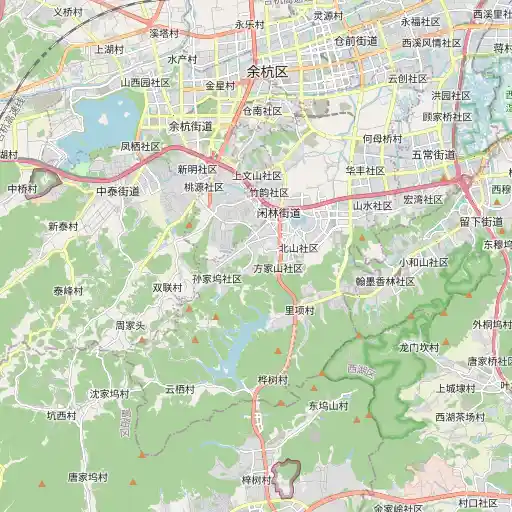 义桥村
永乐村
灵源村
永福社区
西溪里
溪塔村
上湖村
水产村
仓前街道
西溪风情社区
余杭区
山西园社区
金星村
云创社区
洪园社区
仓南社区
顾家桥社区
余杭街道
何母桥村
凤栖社区
五常街道
湖村
新明社区
上文山社区
华丰社区
中桥村
中泰街道
桃源社区
竹韵社区
西穆
山水社区
宏湾社区
闲林街道
留下街道
新泰村
东穆坞
北山社区
小和山社区
方家山社区
孙家坞社区
泰峰村
双联村
翰墨香林社区
里项村
周家头
外桐坞村
龙门坎村
唐家桥社区
西湖区
桦树村
云栖村
沈家坞村
上城埭村
东坞山村
坑西村
西湖茶场村
唐家坞村
梓树村
村口社区
金家岭社区